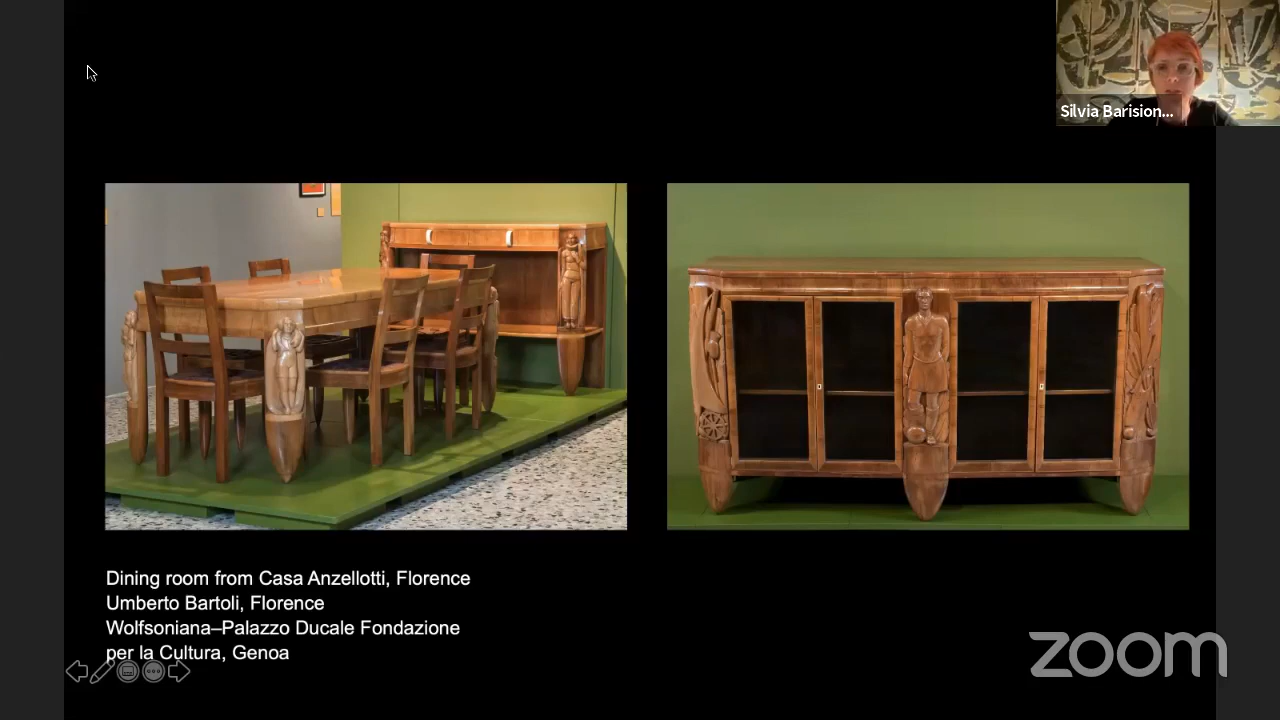 Silvia Barision...
Dining room from Casa Anzellotti, Florence
Umberto Bartoli, Florence
Wolfsoniana–Palazzo Ducale Fondazione
per la Cultura, Genoa
zoom